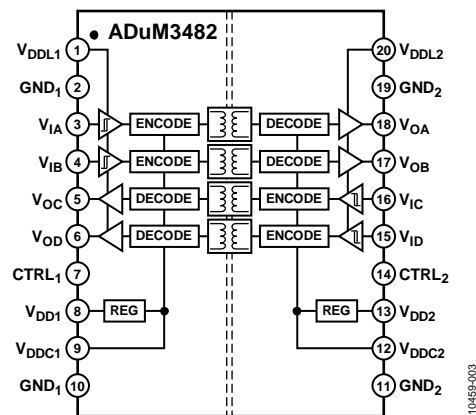 ADuM3482
VDDL1 1 20 VDDL2
GND1 2 19 GND2
VIA 3 ENCODE DECODE 18 VOA
VIB 4 ENCODE DECODE 17 VOB
VOC 5 DECODE ENCODE 16 VIC
VOD 6 DECODE ENCODE 15 VID
CTRL1 7 14 CTRL2
VDD1 8 REG REG 13 VDD2
VDDC1 9 12 VDDC2
GND1 10 11 GND2
10459-003